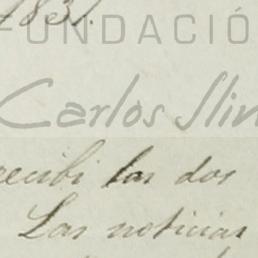 1831.
FUNDACIÓ
Carlos Slim
recibi las dos
Las noticias